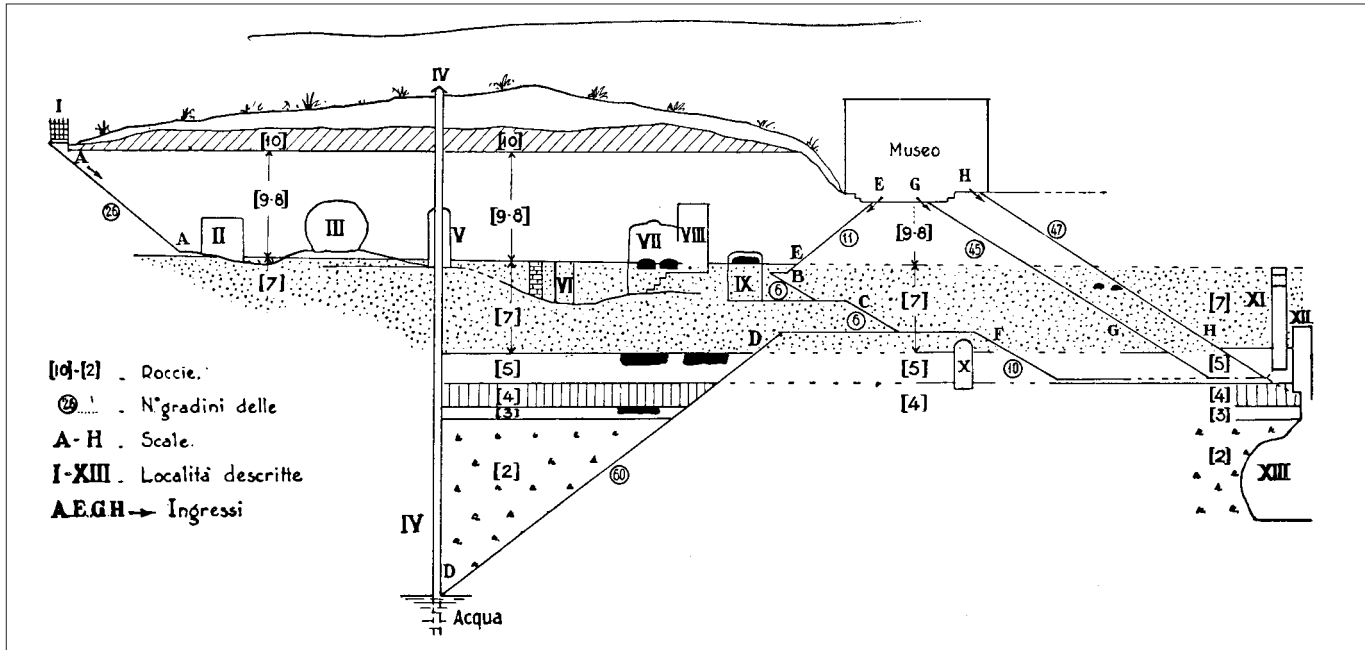 IV
I
A
[10]
[10]
Museo
E
G
H
[9-8]
[9-8]
[9-8]
26
11
45
47
A
II
III
V
VII
VIII
E
B
IX
VI
6
[7]
[7]
[7]
[7]
XI
XII
C
6
D
F
G
H
[5]
[5]
X
10
[5]
[4]
[4]
[4]
[3]
[3]
[2]
60
[2]
XIII
IV
D
Acqua
[10]-[2] - Roccie.
26 - N° gradini delle
A-H - Scale.
I-XIII - Località descritte
A.E.G.H → Ingressi